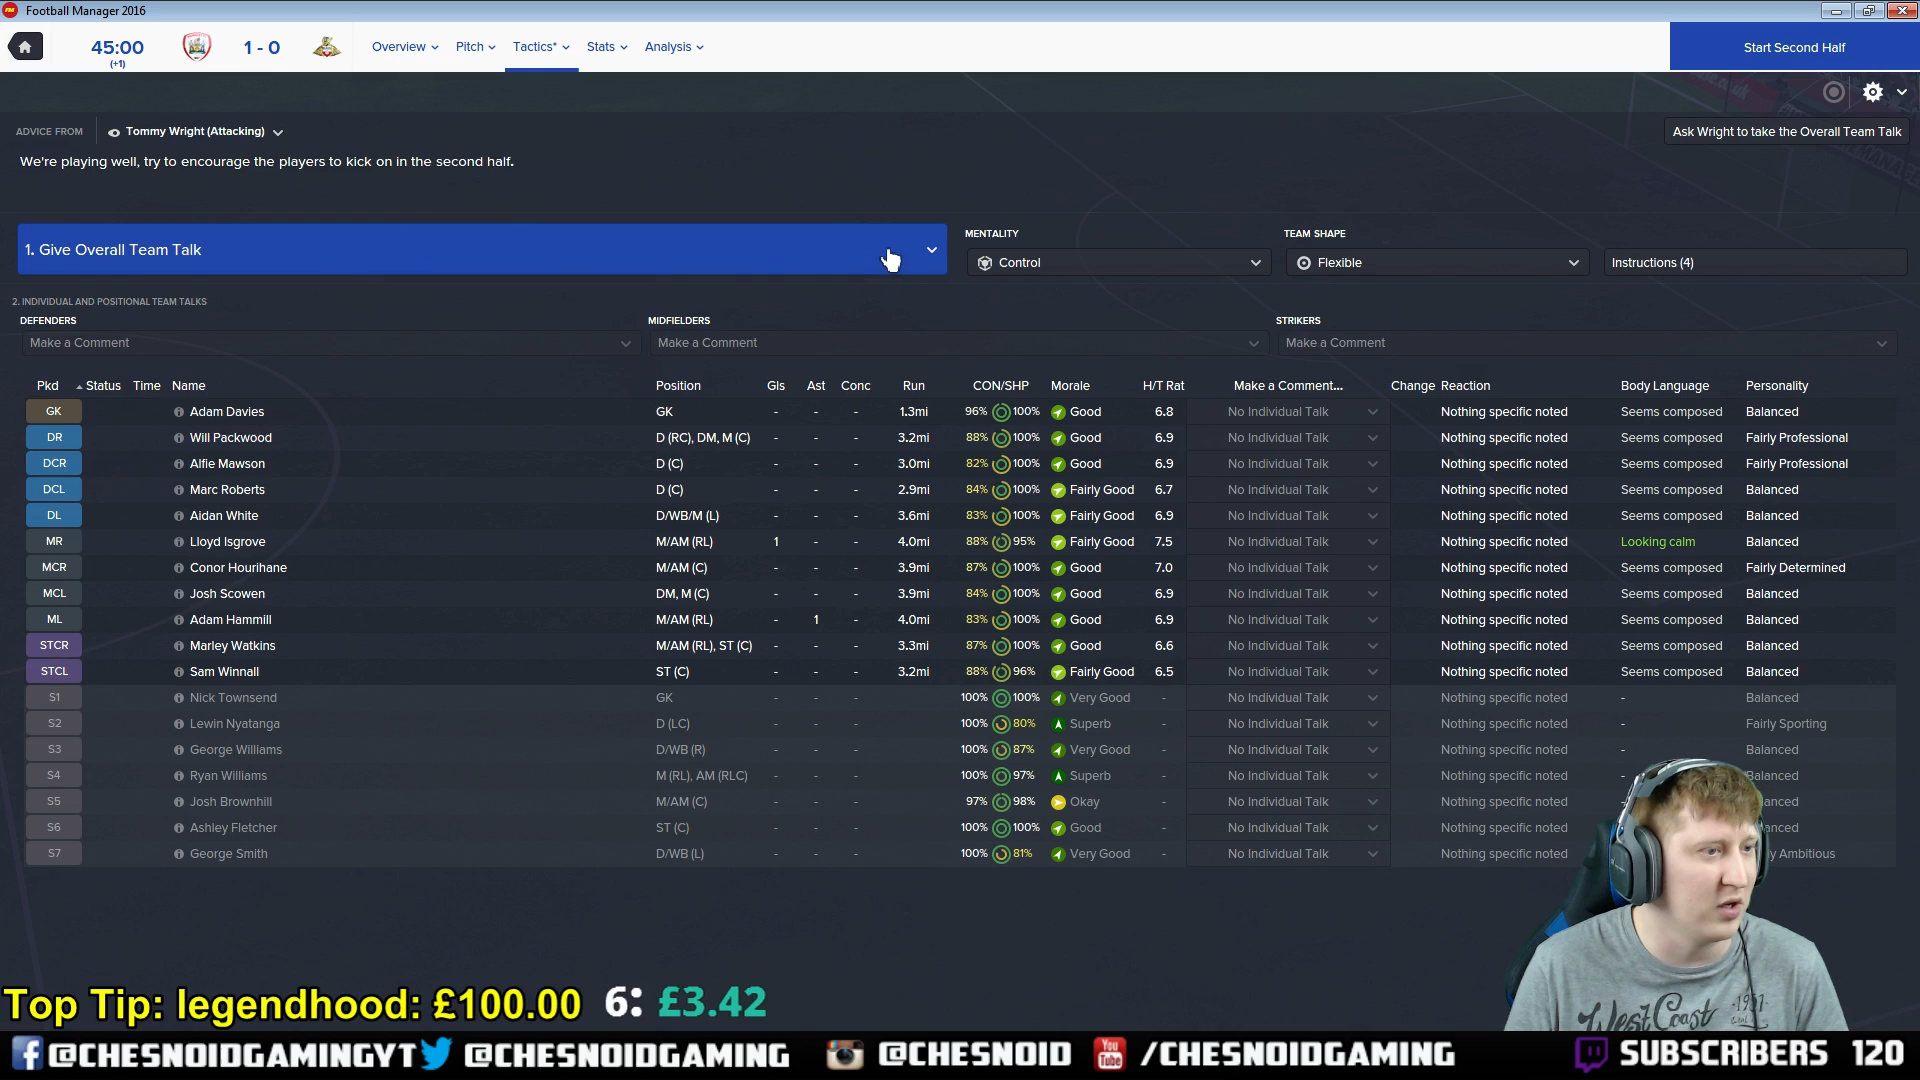 Football Manager 2016
45:00
(+1)
1 - 0
Overview
Pitch
Tactics*
Stats
Analysis
Start Second Half
ADVICE FROM
Tommy Wright (Attacking)
Ask Wright to take the Overall Team Talk
We're playing well, try to encourage the players to kick on in the second half.
1. Give Overall Team Talk
MENTALITY
Control
TEAM SHAPE
Flexible
Instructions (4)
2. INDIVIDUAL AND POSITIONAL TEAM TALKS
DEFENDERS MIDFIELDERS STRIKERS
Make a Comment Make a Comment Make a Comment
Pkd Status Time Name Position Gls Ast Conc Run CON/SHP Morale H/T Rat Make a Comment... Change Reaction Body Language Personality
GK Adam Davies GK - - - 1.3mi 96% 100% Good 6.8 No Individual Talk Nothing specific noted Seems composed Balanced
DR Will Packwood D (RC), DM, M (C) - - - 3.2mi 88% 100% Good 6.9 No Individual Talk Nothing specific noted Seems composed Fairly Professional
DCR Alfie Mawson D (C) - - - 3.0mi 82% 100% Good 6.9 No Individual Talk Nothing specific noted Seems composed Fairly Professional
DCL Marc Roberts D (C) - - - 2.9mi 84% 100% Fairly Good 6.7 No Individual Talk Nothing specific noted Seems composed Balanced
DL Aidan White D/WB/M (L) - - - 3.6mi 83% 100% Fairly Good 6.9 No Individual Talk Nothing specific noted Seems composed Balanced
MR Lloyd Isgrove M/AM (RL) 1 - - 4.0mi 88% 95% Fairly Good 7.5 No Individual Talk Nothing specific noted Looking calm Balanced
MCR Conor Hourihane M/AM (C) - - - 3.9mi 87% 100% Good 7.0 No Individual Talk Nothing specific noted Seems composed Fairly Determined
MCL Josh Scowen DM, M (C) - - - 3.9mi 84% 100% Good 6.9 No Individual Talk Nothing specific noted Seems composed Balanced
ML Adam Hammill M/AM (RL) - 1 - 4.0mi 83% 100% Good 6.9 No Individual Talk Nothing specific noted Seems composed Balanced
STCR Marley Watkins M/AM (RL), ST (C) - - - 3.3mi 87% 100% Good 6.6 No Individual Talk Nothing specific noted Seems composed Balanced
STCL Sam Winnall ST (C) - - - 3.2mi 88% 96% Fairly Good 6.5 No Individual Talk Nothing specific noted Seems composed Balanced
S1 Nick Townsend GK - - - 100% 100% Very Good - No Individual Talk Nothing specific noted - Balanced
S2 Lewin Nyatanga D (LC) - - - 100% 80% Superb - No Individual Talk Nothing specific noted - Fairly Sporting
S3 George Williams D/WB (R) - - - 100% 87% Very Good - No Individual Talk Nothing specific noted - Balanced
S4 Ryan Williams M (RL), AM (RLC) - - - 100% 97% Superb - No Individual Talk Nothing specific noted Balanced
S5 Josh Brownhill M/AM (C) - - - 97% 98% Okay - No Individual Talk Nothing specific noted - anced
S6 Ashley Fletcher ST (C) - - - 100% 100% Good - No Individual Talk Nothing specific noted anced
S7 George Smith D/WB (L) - - - 100% 81% Very Good - No Individual Talk Nothing specific noted y Ambitious
West Coast
1951
Top Tip: legendhood: £100.00 6: £3.42
@CHESNOIDGAMINGYT @CHESNOIDGAMING @CHESNOID You Tube /CHESNOIDGAMING SUBSCRIBERS 120